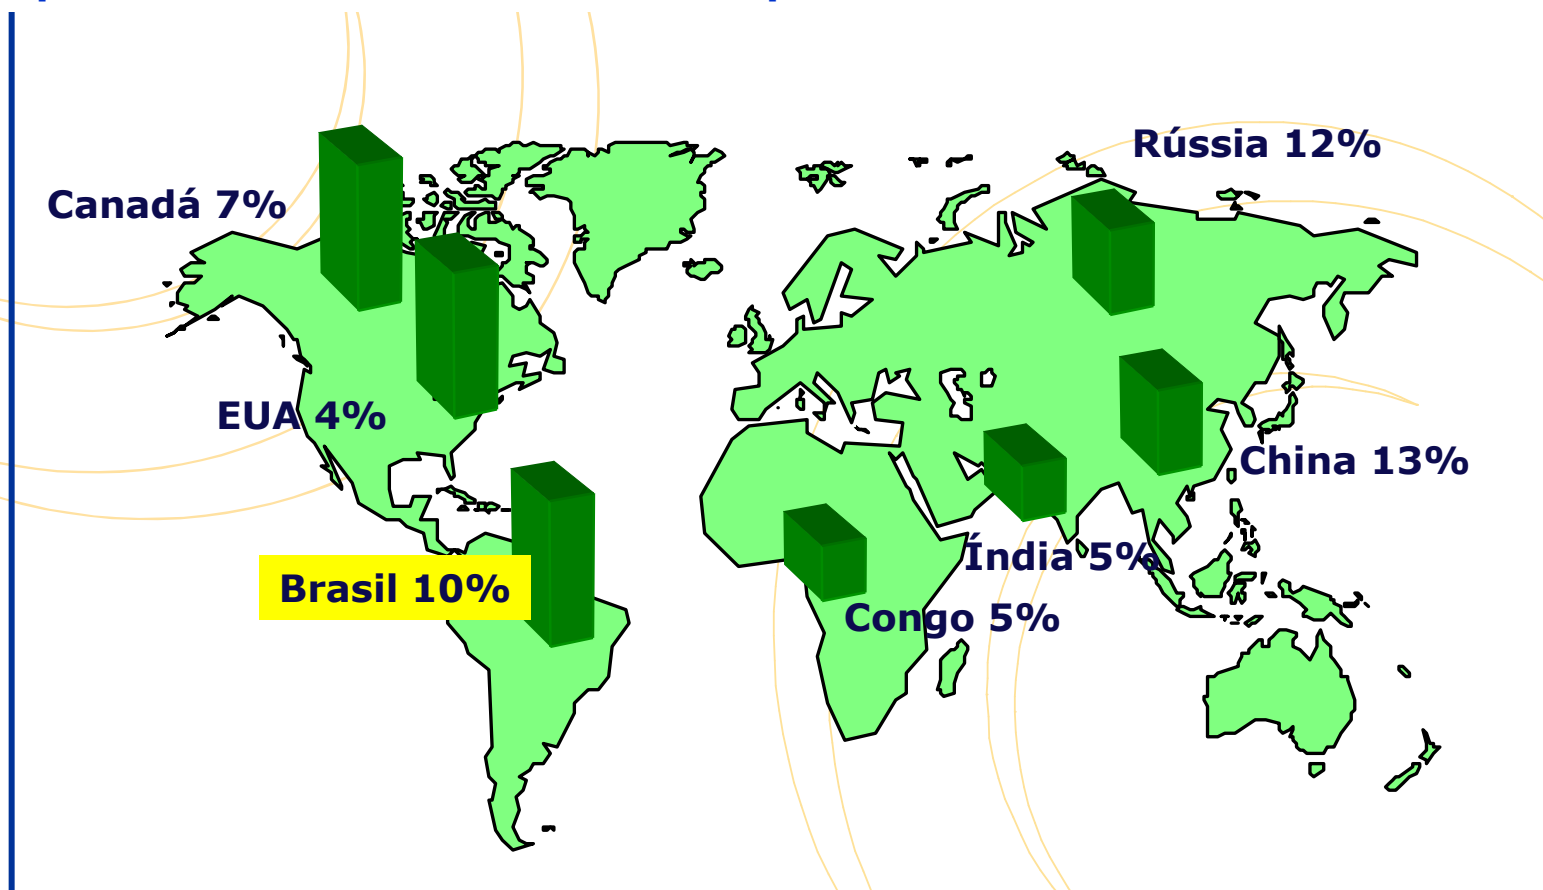 Rússia 12%
Canadá 7%
EUA 4%
China 13%
Índia 5%
Brasil 10%
Congo 5%